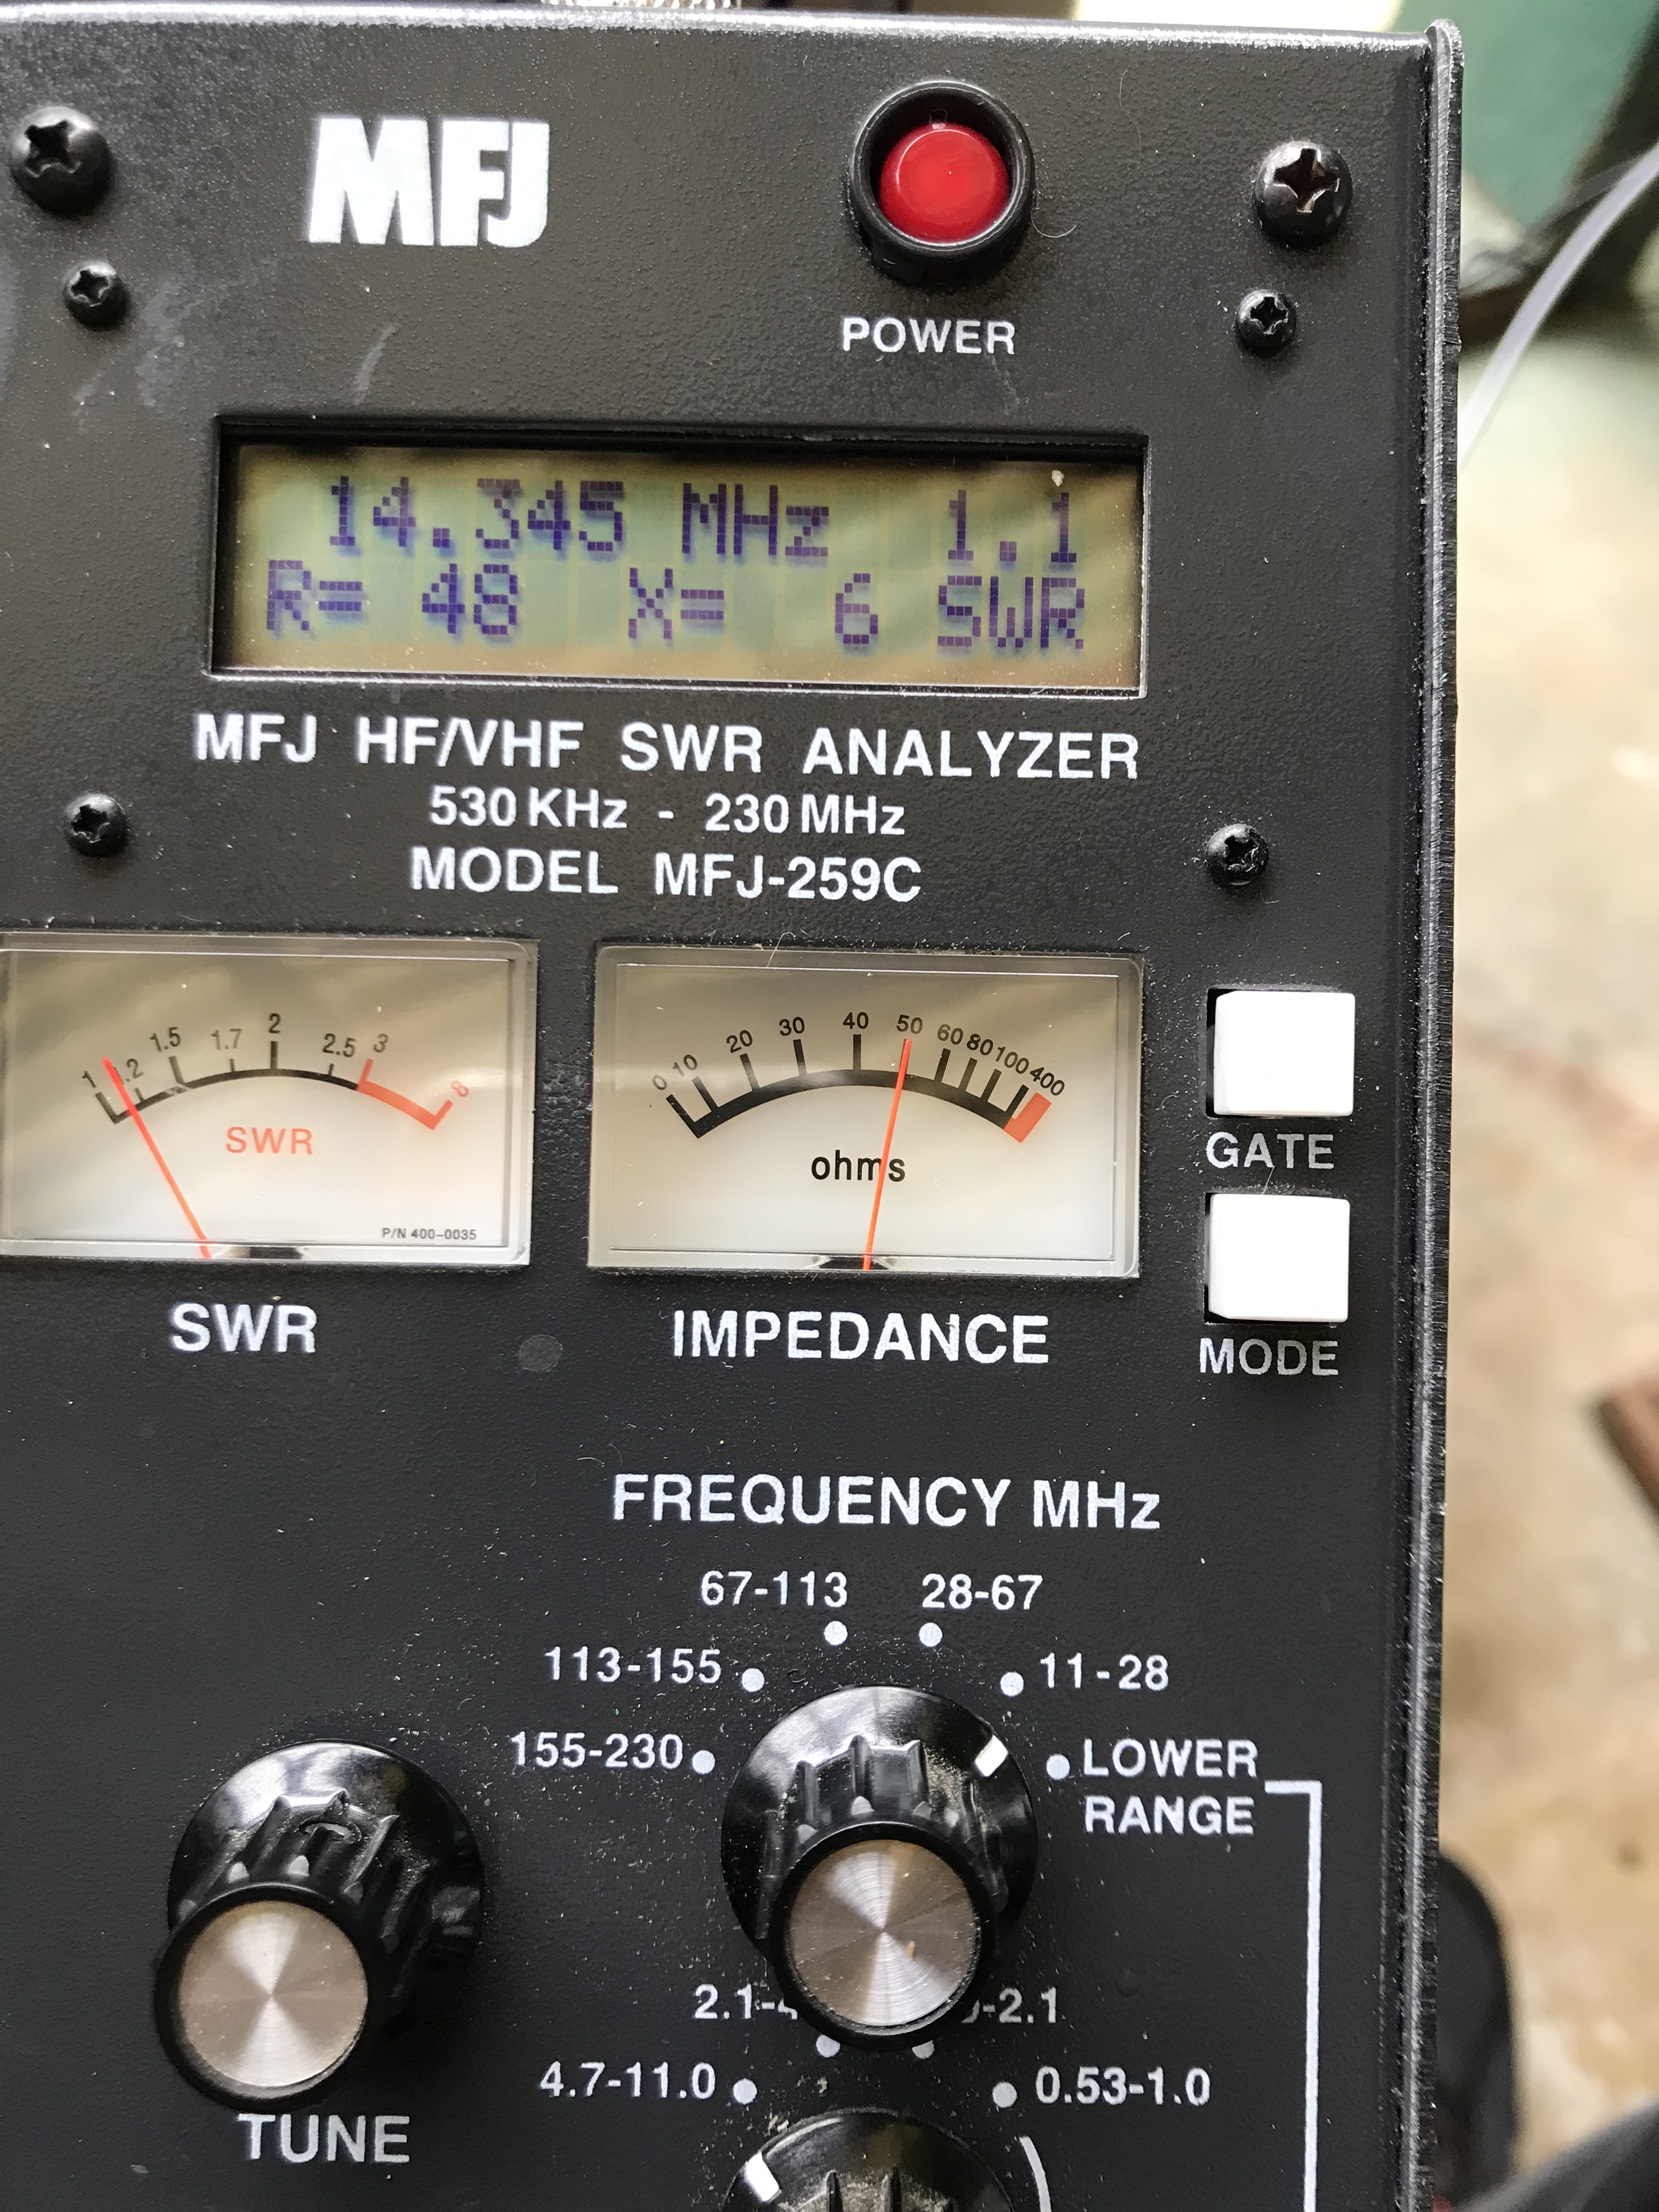 MFJ
POWER
14.345 MHz 1.1
R= 48 X= 6 SWR
MFJ HF/VHF SWR ANALYZER
530 KHz - 230 MHz
MODEL MFJ-259C
1 1.5 1.7 2 2.5 3 8
SWR
P/N 400-0035
0 10 20 30 40 50 60 80 100 400
ohms
GATE
MODE
SWR
IMPEDANCE
FREQUENCY MHz
67-113 28-67
113-155 11-28
155-230 LOWER
RANGE
4.7-11.0 0.53-1.0
TUNE